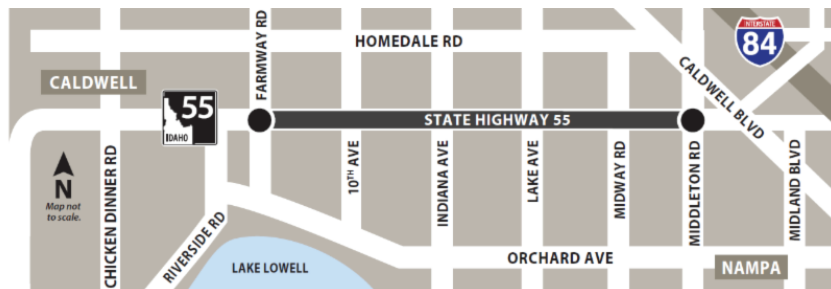 INTERSTATE
84
HOMEDALE RD
FARMWAY RD
CALDWELL
CALDWELL BLVD
55
IDAHO
STATE HIGHWAY 55
N
Map not
to scale.
CHICKEN DINNER RD
RIVERSIDE RD
10TH AVE
INDIANA AVE
LAKE AVE
MIDWAY RD
MIDDLETON RD
MIDLAND BLVD
LAKE LOWELL
ORCHARD AVE
NAMPA